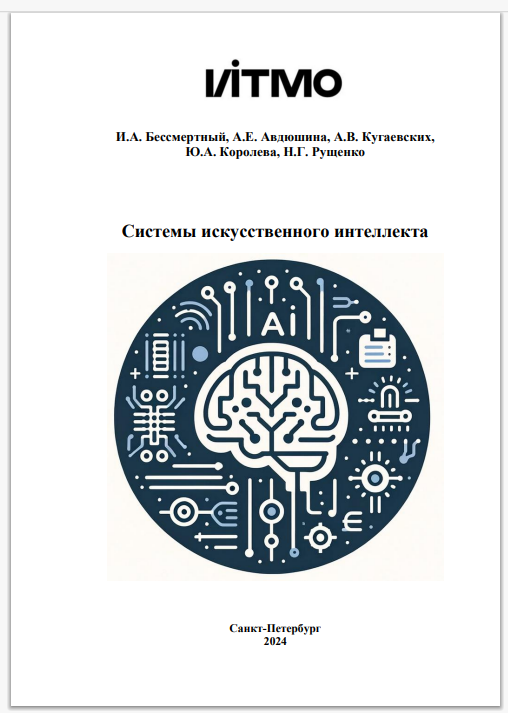 ИТМО
И.А. Бессмертный, А.Е. Авдюшина, А.В. Кугаевских,
Ю.А. Королева, Н.Г. Рущенко
Системы искусственного интеллекта
Ai
Санкт-Петербург
2024